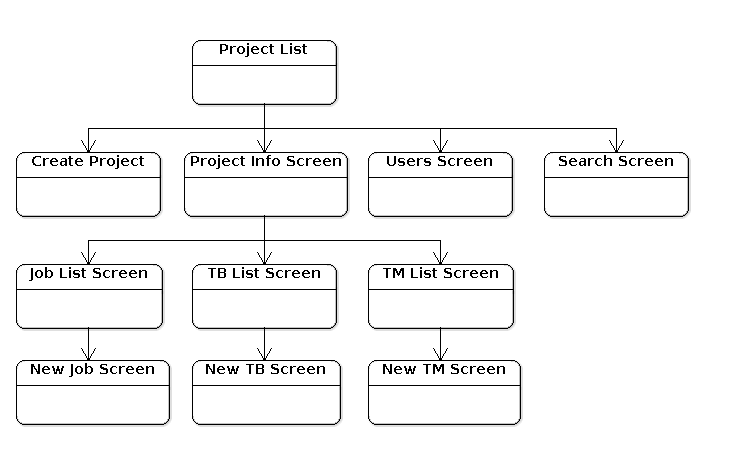 Project List
Create Project
Project Info Screen
Users Screen
Search Screen
Job List Screen
TB List Screen
TM List Screen
New Job Screen
New TB Screen
New TM Screen